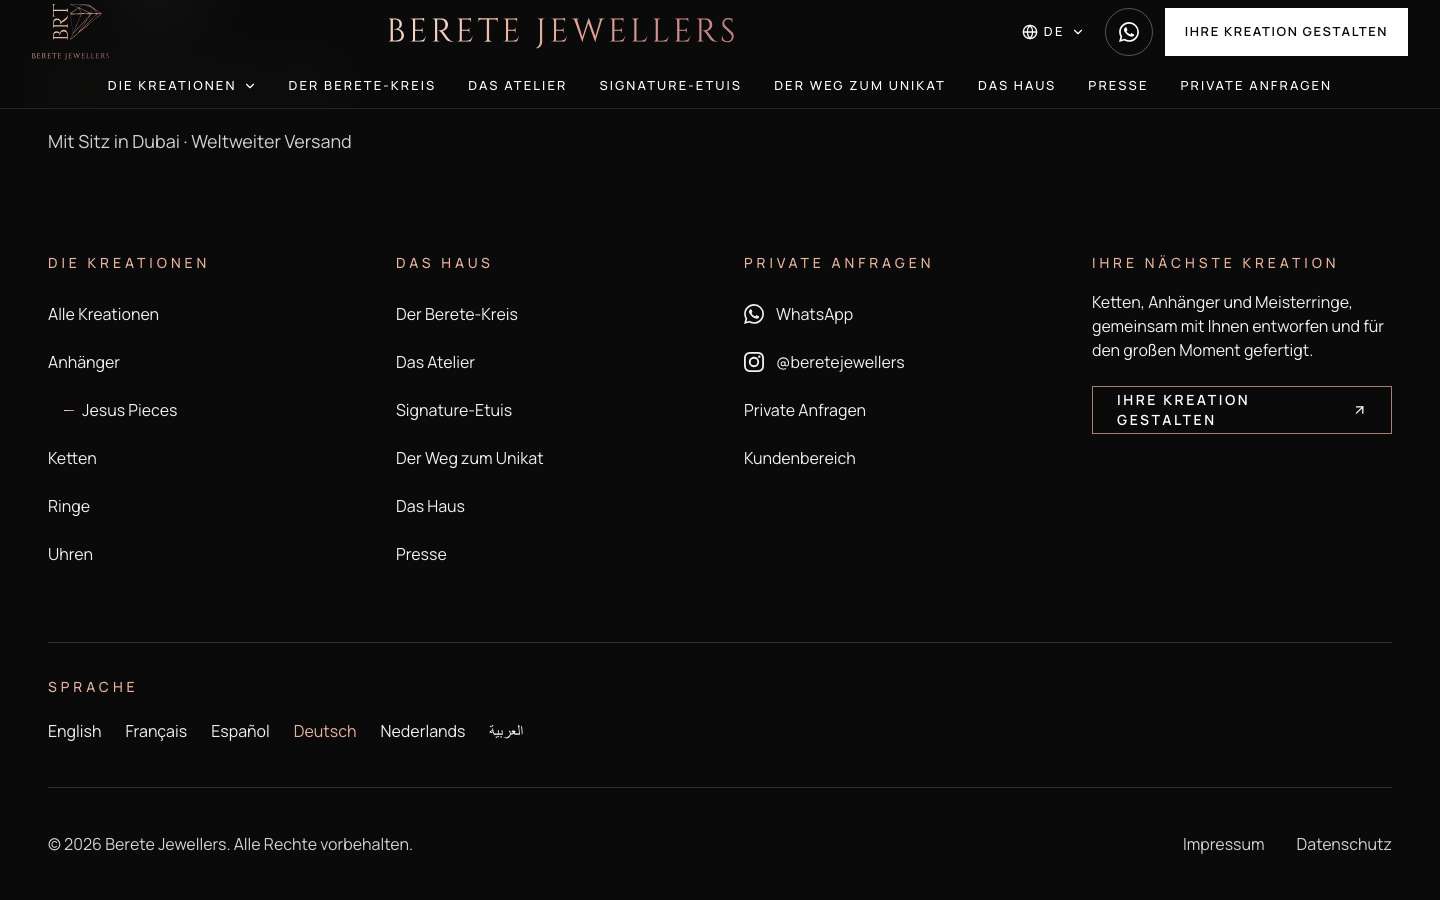 BRT
BERETE JEWELLERS
BERETE JEWELLERS
DE
IHRE KREATION GESTALTEN
DIE KREATIONEN
DER BERETE-KREIS
DAS ATELIER
SIGNATURE-ETUIS
DER WEG ZUM UNIKAT
DAS HAUS
PRESSE
PRIVATE ANFRAGEN
Mit Sitz in Dubai · Weltweiter Versand
DIE KREATIONEN
Alle Kreationen
Anhänger
— Jesus Pieces
Ketten
Ringe
Uhren
DAS HAUS
Der Berete-Kreis
Das Atelier
Signature-Etuis
Der Weg zum Unikat
Das Haus
Presse
PRIVATE ANFRAGEN
WhatsApp
@beretejewellers
Private Anfragen
Kundenbereich
IHRE NÄCHSTE KREATION
Ketten, Anhänger und Meisterringe,
gemeinsam mit Ihnen entworfen und für
den großen Moment gefertigt.
IHRE KREATION
GESTALTEN
SPRACHE
English Français Español Deutsch Nederlands العربية
© 2026 Berete Jewellers. Alle Rechte vorbehalten.
Impressum Datenschutz